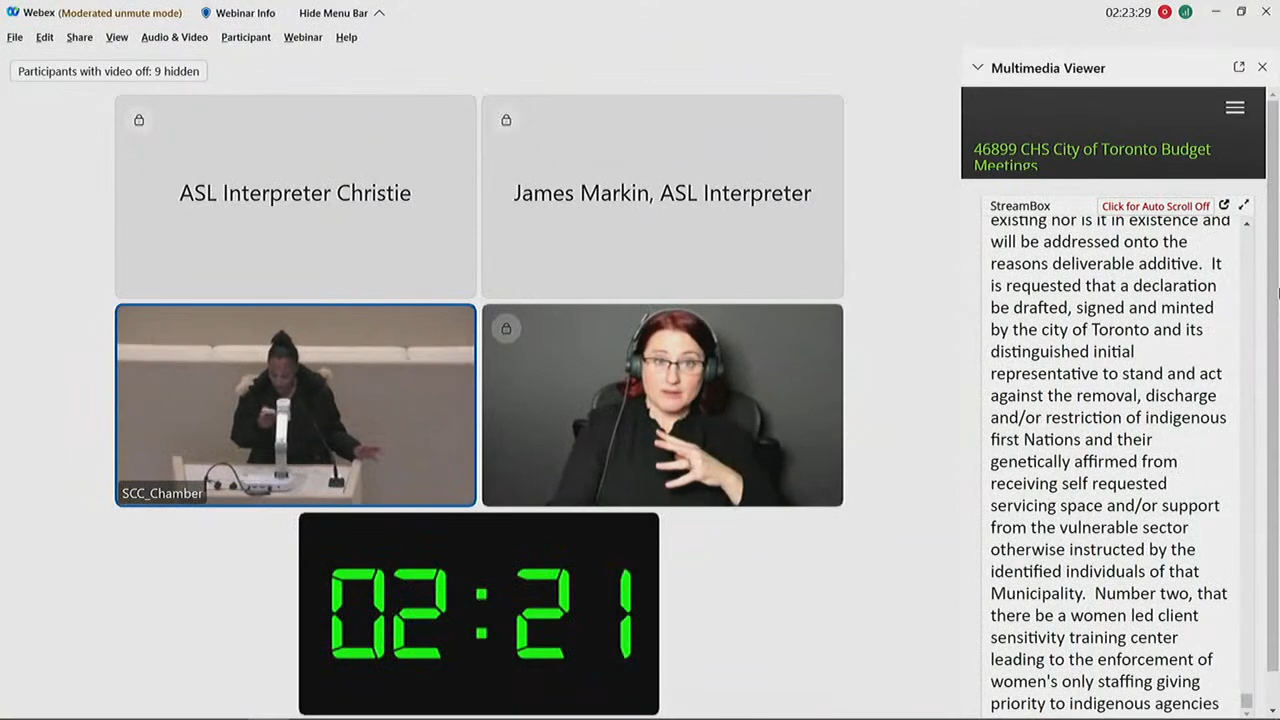 Webex (Moderated unmute mode) Webinar Info Hide Menu Bar 02:23:29
File Edit Share View Audio & Video Participant Webinar Help
Participants with video off: 9 hidden
Multimedia Viewer
ASL Interpreter Christie
James Markin, ASL Interpreter
SCC_Chamber
02:21
46899 CHS City of Toronto Budget
Meetings
StreamBox Click for Auto Scroll Off
existing nor is it in existence and
will be addressed onto the
reasons deliverable additive. It
is requested that a declaration
be drafted, signed and minted
by the city of Toronto and its
distinguished initial
representative to stand and act
against the removal, discharge
and/or restriction of indigenous
first Nations and their
genetically affirmed from
receiving self requested
servicing space and/or support
from the vulnerable sector
otherwise instructed by the
identified individuals of that
Municipality. Number two, that
there be a women led client
sensitivity training center
leading to the enforcement of
women's only staffing giving
priority to indigenous agencies